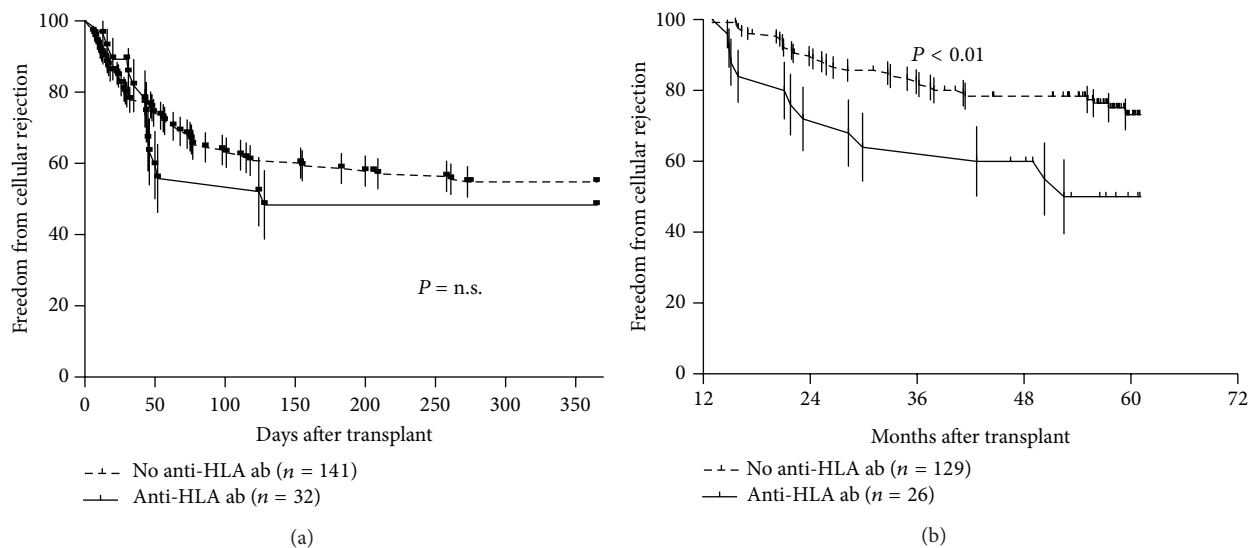 100
80
60
40
20
0
Freedom from cellular rejection
P = n.s.
0 50 100 150 200 250 300 350
Days after transplant
No anti-HLA ab (n = 141)
Anti-HLA ab (n = 32)
(a)
100
80
60
40
20
0
Freedom from cellular rejection
P < 0.01
12 24 36 48 60 72
Months after transplant
No anti-HLA ab (n = 129)
Anti-HLA ab (n = 26)
(b)